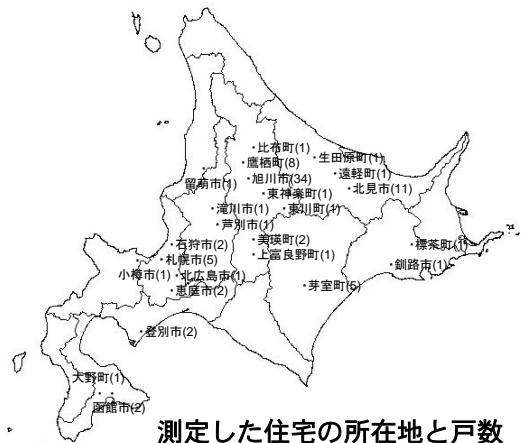 比布町(1)
鷹栖町(8)
生田原町(1)
旭川市(34)
遠軽町(1)
留萌市(1)
北見市(11)
東神楽町(1)
滝川市(1)
東川町(1)
芦別市(1)
石狩市(2)
美瑛町(2)
標茶町(1)
札幌市(5)
上富良野町(1)
釧路市(1)
小樽市(1)
北広島市(1)
恵庭市(2)
芽室町(5)
登別市(2)
大野町(1)
函館市(2)
測定した住宅の所在地と戸数